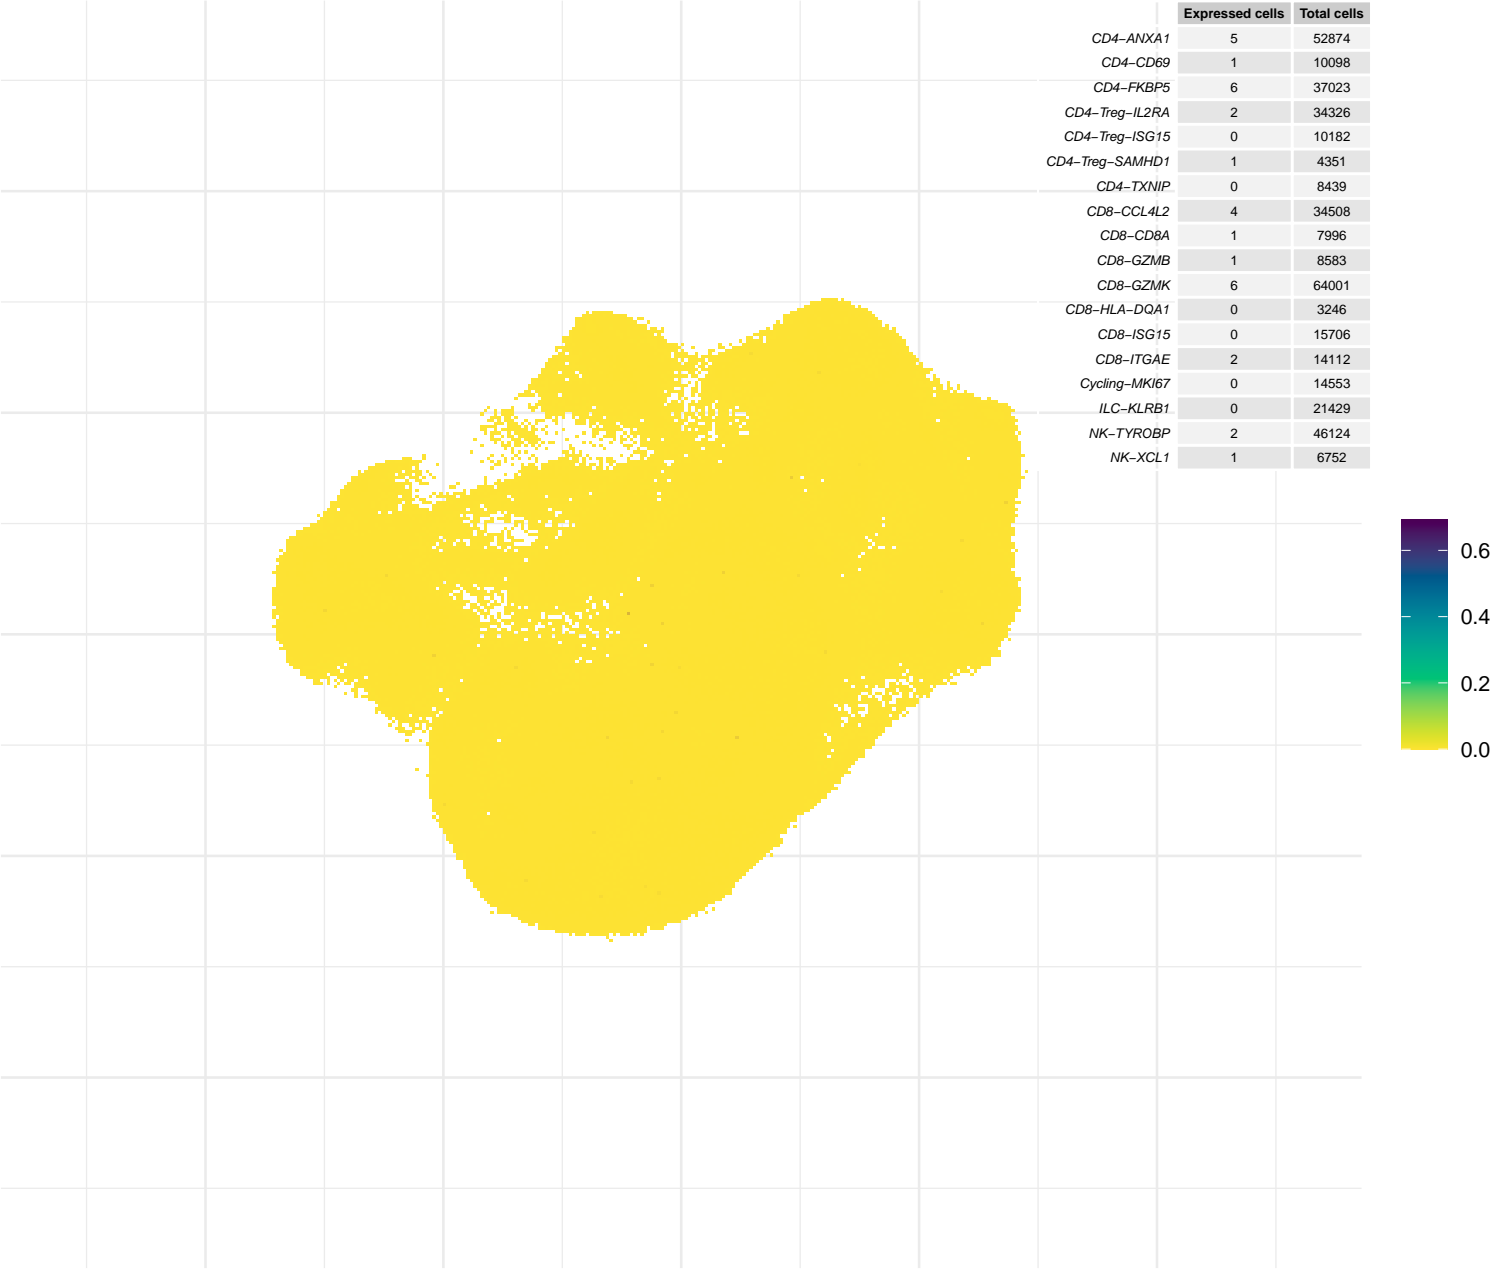 Expressed cells Total cells
CD4−ANXA1 5 52874
CD4−CD69 1 10098
CD4−FKBP5 6 37023
CD4−Treg−IL2RA 2 34326
CD4−Treg−ISG15 0 10182
CD4−Treg−SAMHD1 1 4351
CD4−TXNIP 0 8439
CD8−CCL4L2 4 34508
CD8−CD8A 1 7996
CD8−GZMB 1 8583
CD8−GZMK 6 64001
CD8−HLA−DQA1 0 3246
CD8−ISG15 0 15706
CD8−ITGAE 2 14112
Cycling−MKI67 0 14553
ILC−KLRB1 0 21429
NK−TYROBP 2 46124
NK−XCL1 1 6752
0.6
0.4
0.2
0.0